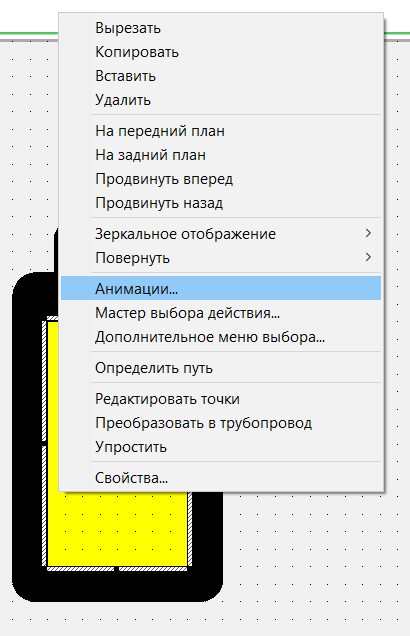 Вырезать
Копировать
Вставить
Удалить
На передний план
На задний план
Продвинуть вперед
Продвинуть назад
Зеркальное отображение
Повернуть
Анимации...
Мастер выбора действия...
Дополнительное меню выбора...
Определить путь
Редактировать точки
Преобразовать в трубопровод
Упростить
Свойства...